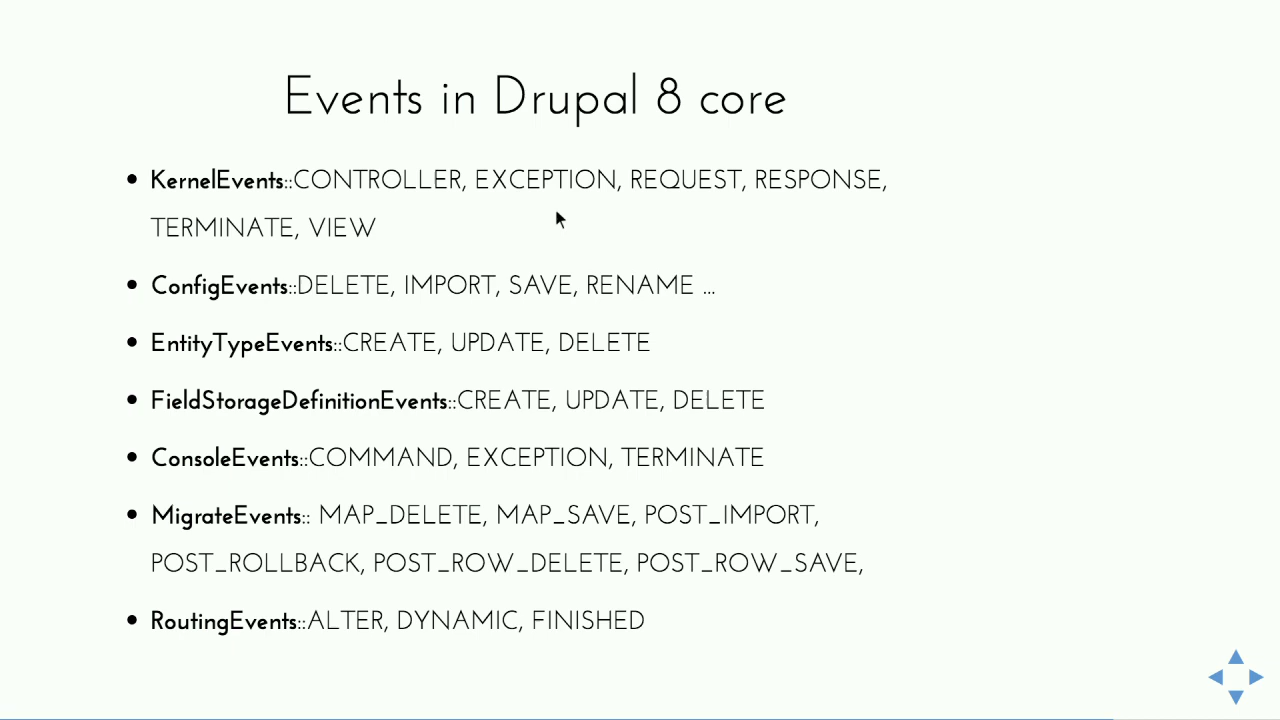 Events in Drupal 8 core
• KernelEvents::CONTROLLER, EXCEPTION, REQUEST, RESPONSE,
TERMINATE, VIEW
• ConfigEvents::DELETE, IMPORT, SAVE, RENAME ...
• EntityTypeEvents::CREATE, UPDATE, DELETE
• FieldStorageDefinitionEvents::CREATE, UPDATE, DELETE
• ConsoleEvents::COMMAND, EXCEPTION, TERMINATE
• MigrateEvents:: MAP_DELETE, MAP_SAVE, POST_IMPORT,
POST_ROLLBACK, POST_ROW_DELETE, POST_ROW_SAVE,
• RoutingEvents::ALTER, DYNAMIC, FINISHED